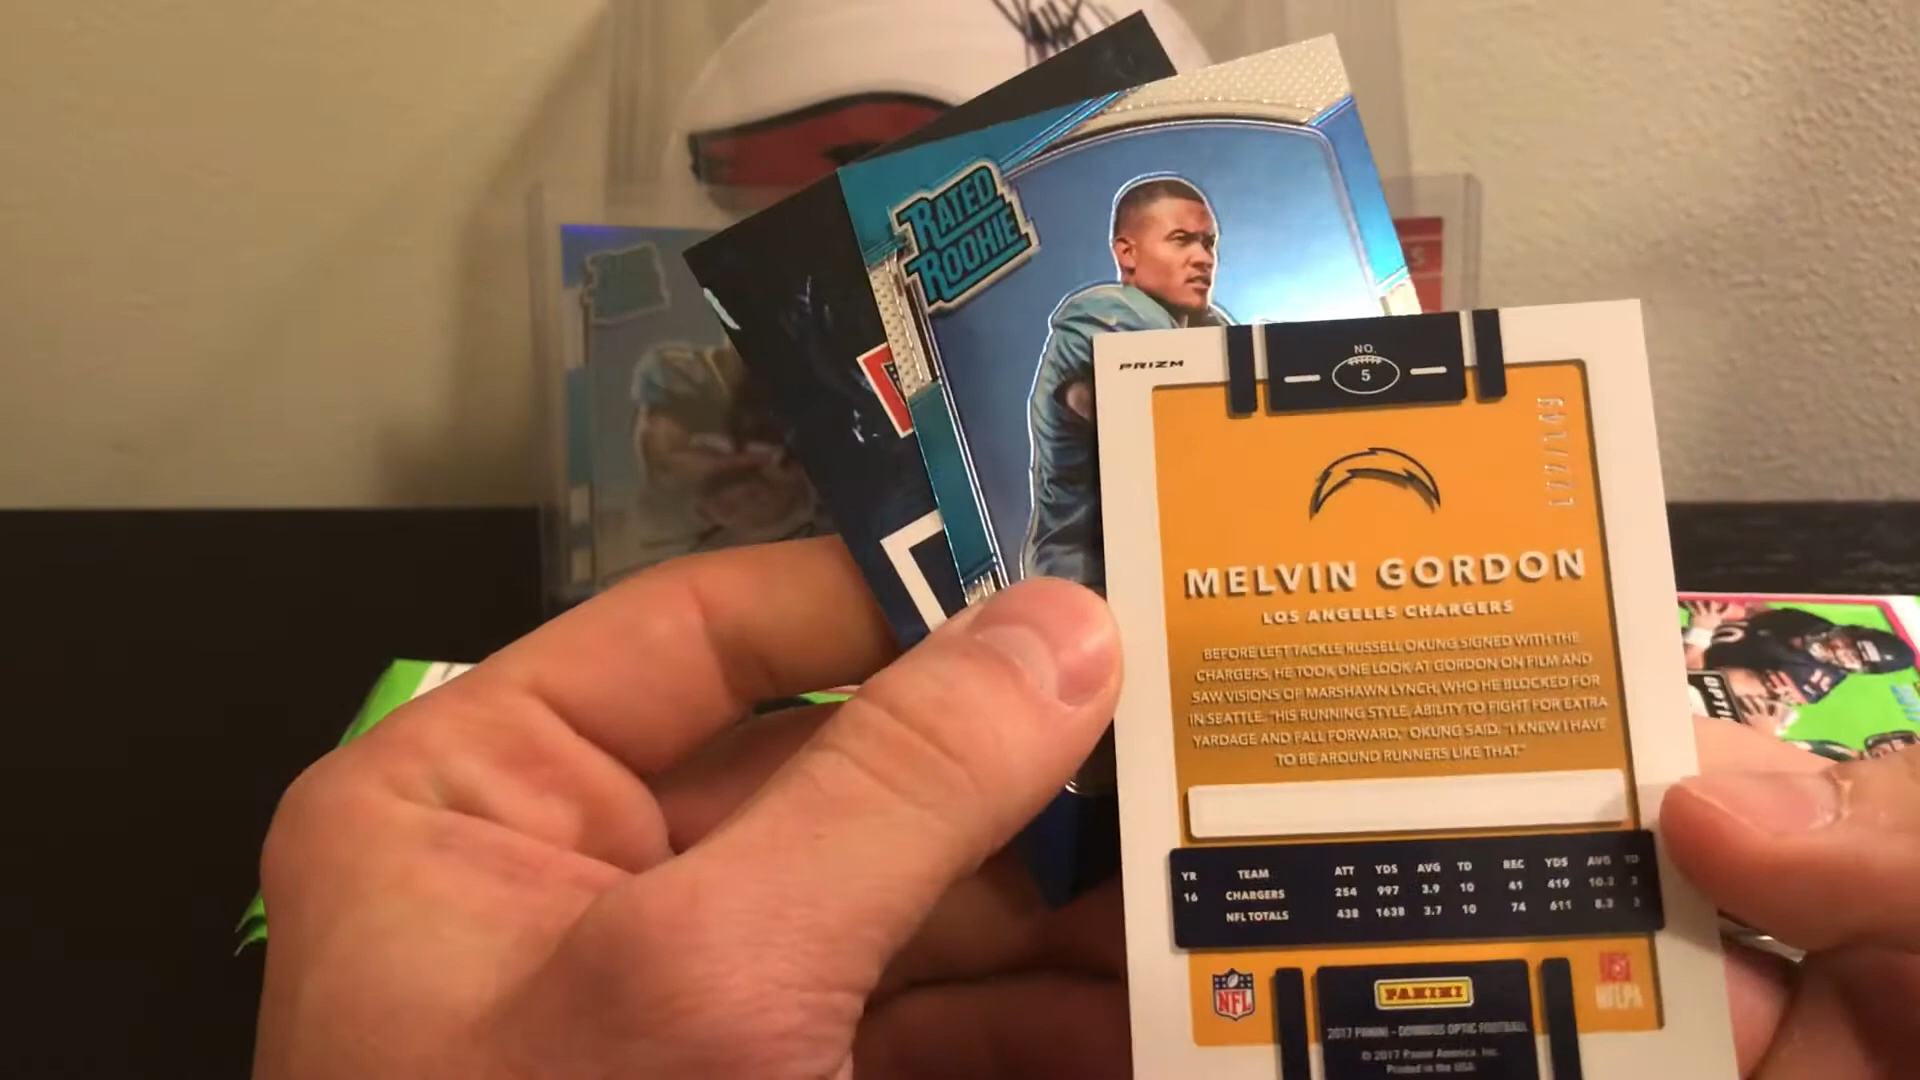 RATED
ROOKIE
PRIZM
NO.
5
122/149
MELVIN GORDON
LOS ANGELES CHARGERS
BEFORE LEFT TACKLE RUSSELL OKUNG SIGNED WITH THE
CHARGERS, HE TOOK ONE LOOK AT GORDON ON FILM AND
SAW VISIONS OF MARSHAWN LYNCH, WHO HE BLOCKED FOR
IN SEATTLE. "HIS RUNNING STYLE, ABILITY TO FIGHT FOR EXTRA
YARDAGE AND FALL FORWARD," OKUNG SAID. "I KNEW I HAVE
TO BE AROUND RUNNERS LIKE THAT."
YR TEAM ATT YDS AVG TD REC YDS AVG TD
16 CHARGERS 254 997 3.9 10 41 419 10.2 2
NFL TOTALS 438 1638 3.7 10 74 611 8.3
NFL
PANINI
NFLPA
2017 PANINI - DONRUSS OPTIC FOOTBALL
© 2017 Panini America, Inc.
Printed in the USA